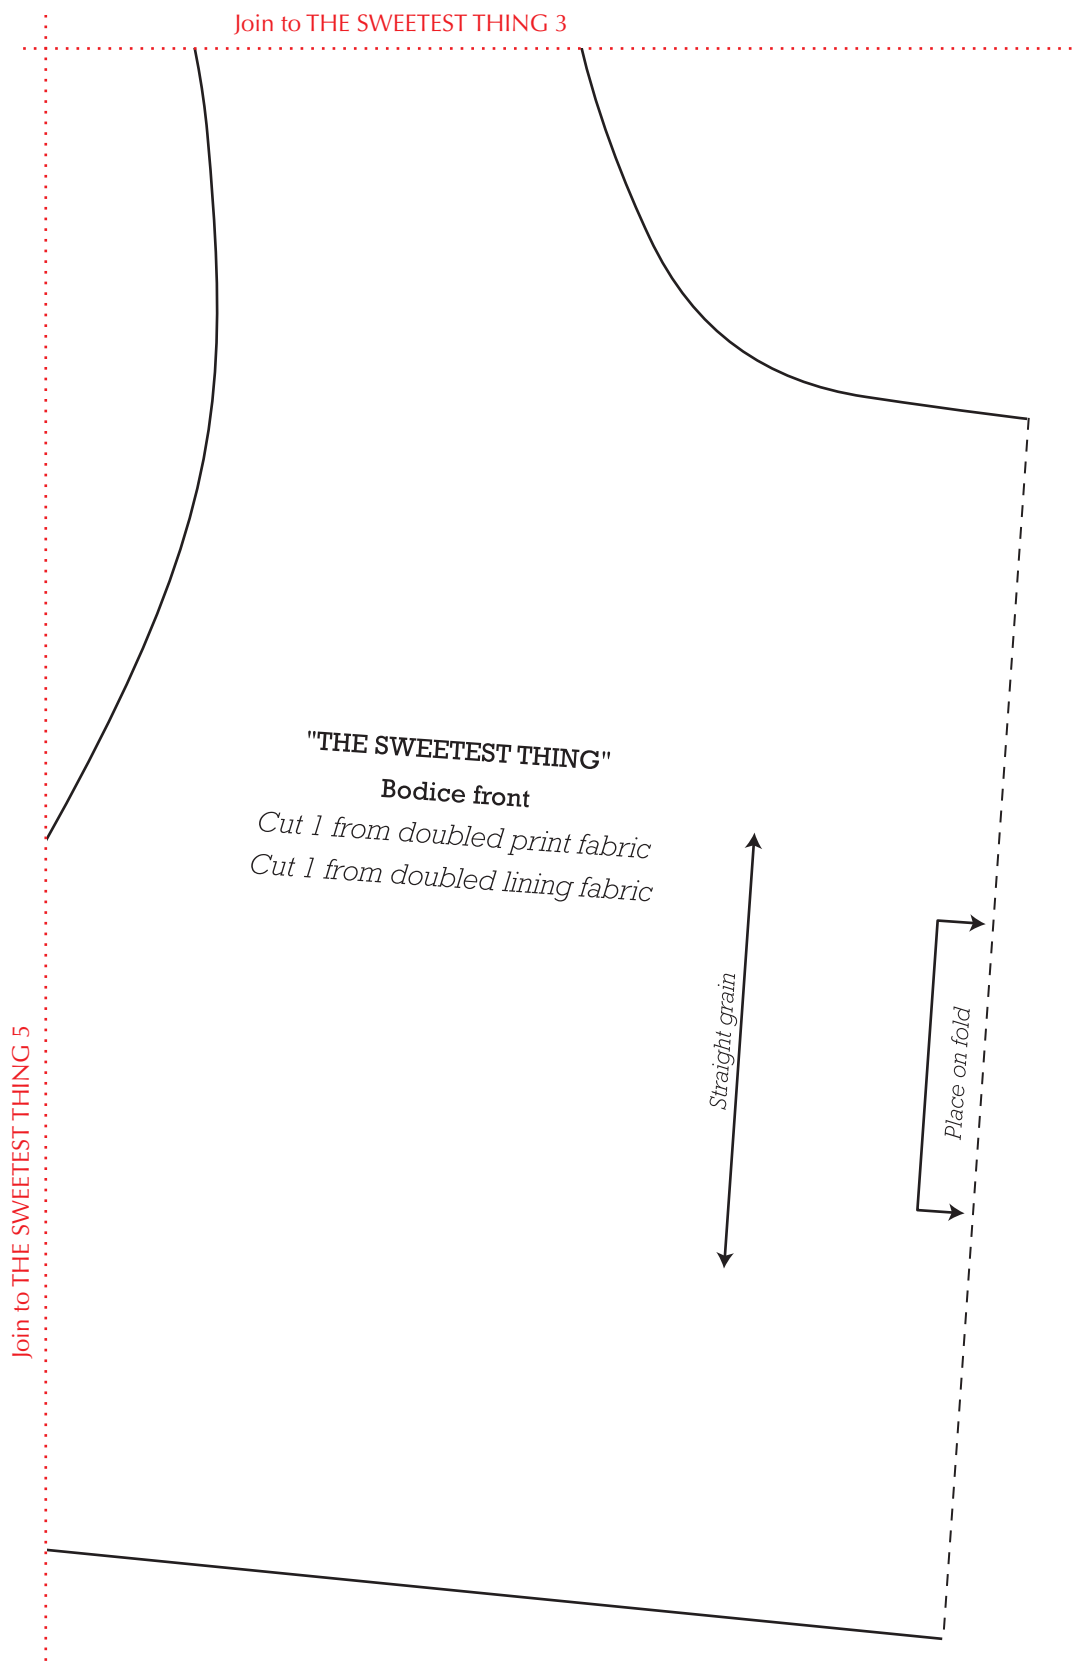 Join to THE SWEETEST THING 3
"THE SWEETEST THING"
Bodice front
Cut 1 from doubled print fabric
Cut 1 from doubled lining fabric
Straight grain
Place on fold
Join to THE SWEETEST THING 5